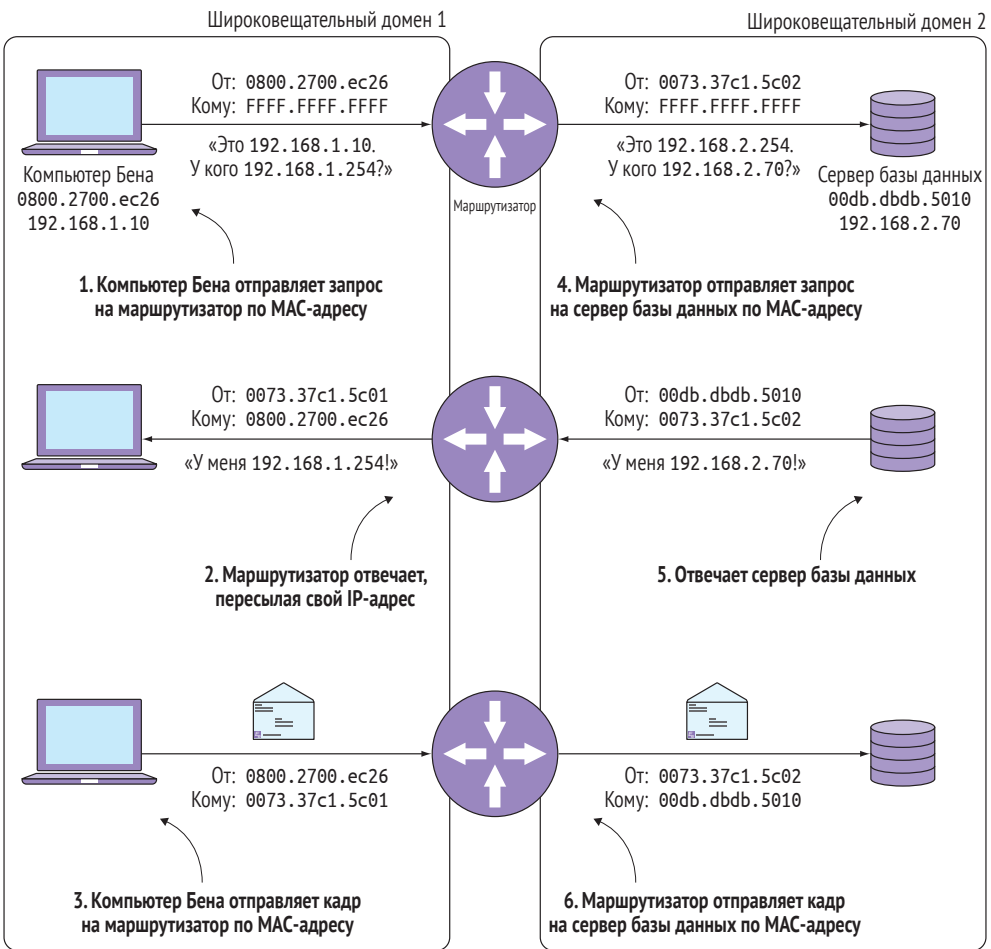 Широковещательный домен 1
Широковещательный домен 2
От: 0800.2700.ec26
Кому: FFFF.FFFF.FFFF
«Это 192.168.1.10.
У кого 192.168.1.254?»
Компьютер Бена
0800.2700.ec26
192.168.1.10
Маршрутизатор
От: 0073.37c1.5c02
Кому: FFFF.FFFF.FFFF
«Это 192.168.2.254.
У кого 192.168.2.70?»
Сервер базы данных
00db.dbdb.5010
192.168.2.70
1. Компьютер Бена отправляет запрос
на маршрутизатор по MAC-адресу
4. Маршрутизатор отправляет запрос
на сервер базы данных по MAC-адресу
От: 0073.37c1.5c01
Кому: 0800.2700.ec26
«У меня 192.168.1.254!»
От: 00db.dbdb.5010
Кому: 0073.37c1.5c02
«У меня 192.168.2.70!»
2. Маршрутизатор отвечает,
пересылая свой IP-адрес
5. Отвечает сервер базы данных
От: 0800.2700.ec26
Кому: 0073.37c1.5c01
От: 0073.37c1.5c02
Кому: 00db.dbdb.5010
3. Компьютер Бена отправляет кадр
на маршрутизатор по MAC-адресу
6. Маршрутизатор отправляет кадр
на сервер базы данных по MAC-адресу